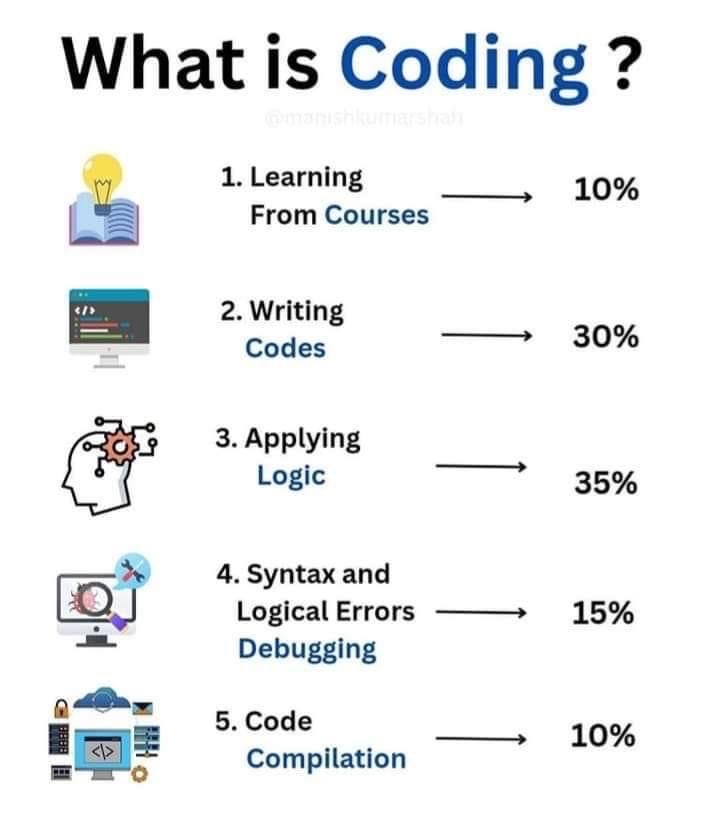 What is Coding ?
@manishkumarshah
1. Learning
From Courses
10%
2. Writing
Codes
30%
3. Applying
Logic
35%
4. Syntax and
Logical Errors
Debugging
15%
5. Code
Compilation
10%